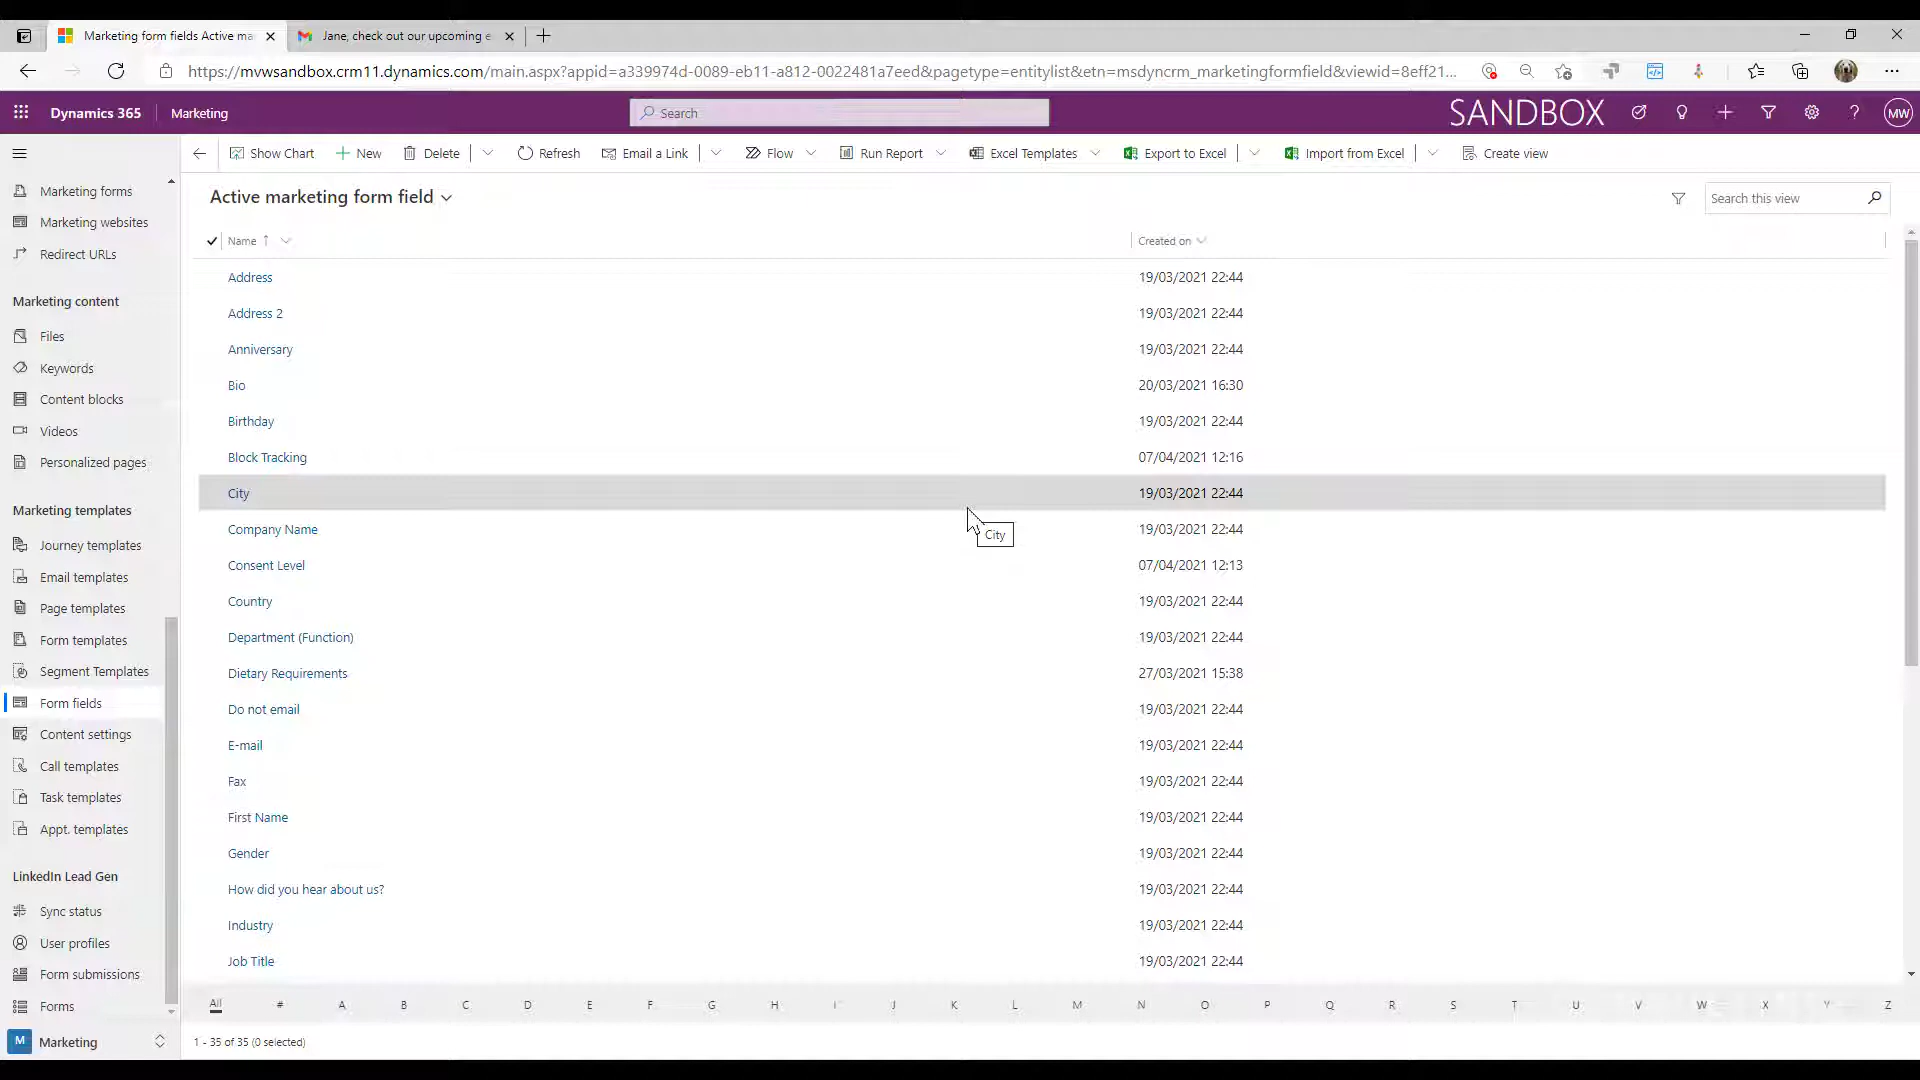 Marketing form fields Active ma
Jane, check out our upcoming e
https://mvwsandbox.crm11.dynamics.com/main.aspx?appid=a339974d-0089-eb11-a812-0022481a7eed&pagetype=entitylist&etn=msdyncrm_marketingformfield&viewid=8eff21...
Dynamics 365
Marketing
Search
SANDBOX
MW
Show Chart
New
Delete
Refresh
Email a Link
Flow
Run Report
Excel Templates
Export to Excel
Import from Excel
Create view
Marketing forms
Marketing websites
Redirect URLs
Marketing content
Files
Keywords
Content blocks
Videos
Personalized pages
Marketing templates
Journey templates
Email templates
Page templates
Form templates
Segment Templates
Form fields
Content settings
Call templates
Task templates
Appt. templates
LinkedIn Lead Gen
Sync status
User profiles
Form submissions
Forms
M Marketing
Active marketing form field
Search this view
Name Created on
Address 19/03/2021 22:44
Address 2 19/03/2021 22:44
Anniversary 19/03/2021 22:44
Bio 20/03/2021 16:30
Birthday 19/03/2021 22:44
Block Tracking 07/04/2021 12:16
City 19/03/2021 22:44
City
Company Name 19/03/2021 22:44
Consent Level 07/04/2021 12:13
Country 19/03/2021 22:44
Department (Function) 19/03/2021 22:44
Dietary Requirements 27/03/2021 15:38
Do not email 19/03/2021 22:44
E-mail 19/03/2021 22:44
Fax 19/03/2021 22:44
First Name 19/03/2021 22:44
Gender 19/03/2021 22:44
How did you hear about us? 19/03/2021 22:44
Industry 19/03/2021 22:44
Job Title 19/03/2021 22:44
All # A B C D E F G H I J K L M N O P Q R S T U V W X Y Z
1 - 35 of 35 (0 selected)